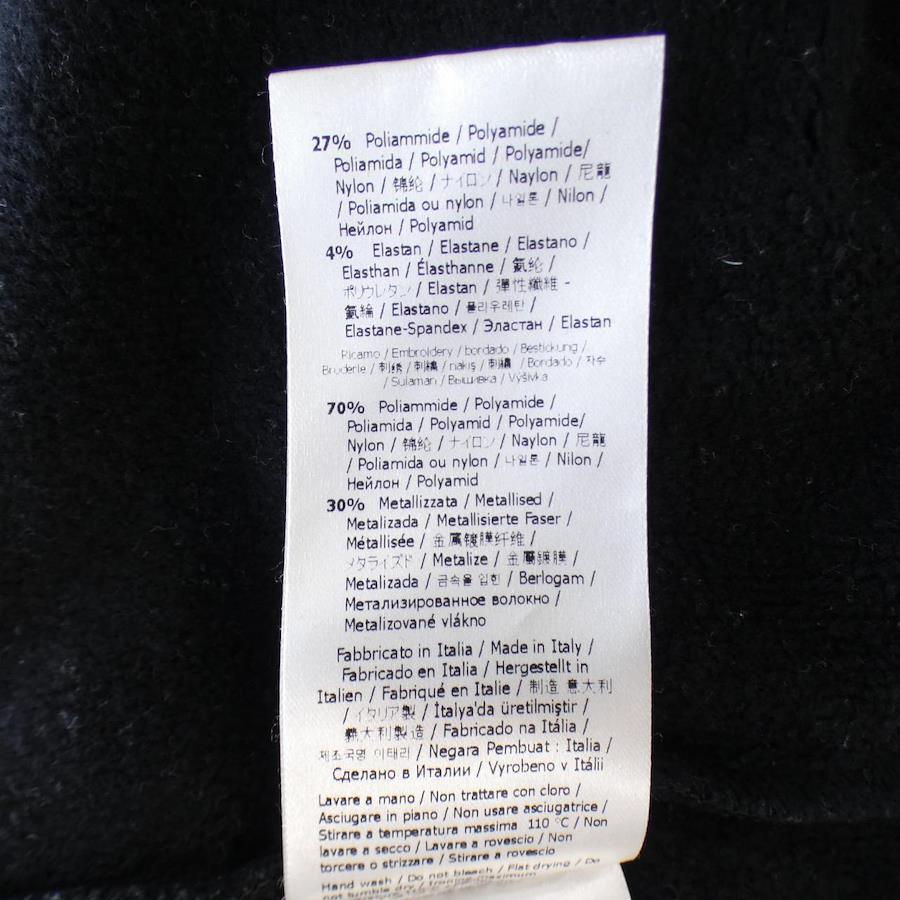 27% Poliammide / Polyamide /
Poliamida / Polyamid / Polyamide/
Nylon / 锦纶 / ナイロン / Naylon / 尼龍
/ Poliamida ou nylon / 나일론 / Nilon /
Нейлон / Polyamid
4% Elastan / Elastane / Elastano /
Elasthan / Élasthanne / 氨纶 /
ポリウレタン / Elastan / 彈性纖維 -
氨綸 / Elastano / 폴리우레탄 /
Elastane-Spandex / Эластан / Elastan
Ricamo / Embroidery / bordado / Bestickung /
Broderie / 刺绣 / 刺繍 / nakış / 刺繡 / Bordado / 자수
/ Sulaman / Вышивка / Výšivka
70% Poliammide / Polyamide /
Poliamida / Polyamid / Polyamide/
Nylon / 锦纶 / ナイロン / Naylon / 尼龍
/ Poliamida ou nylon / 나일론 / Nilon /
Нейлон / Polyamid
30% Metallizzata / Metallised /
Metalizada / Metallisierte Faser /
Métallisée / 金属镀膜纤维 /
メタライズド / Metalize / 金屬鍍膜 /
Metalizada / 금속을 입힌 / Berlogam /
Метализированное волокно /
Metalizované vlákno
Fabbricato in Italia / Made in Italy /
Fabricado en Italia / Hergestellt in
Italien / Fabriqué en Italie / 制造 意大利
/ イタリア製 / İtalya'da üretilmiştir /
義大利製造 / Fabricado na Itália /
제조국명 이태리 / Negara Pembuat : Italia /
Сделано в Италии / Vyrobeno v Itálii
Lavare a mano / Non trattare con cloro /
Asciugare in piano / Non usare asciugatrice /
Stirare a temperatura massima 110 °C / Non
lavare a secco / Lavare a rovescio / Non
torcere o strizzare / Stirare a rovescio
Hand wash / Do not bleach / Flat drying / Do
not tumble dry / Ironing maximum